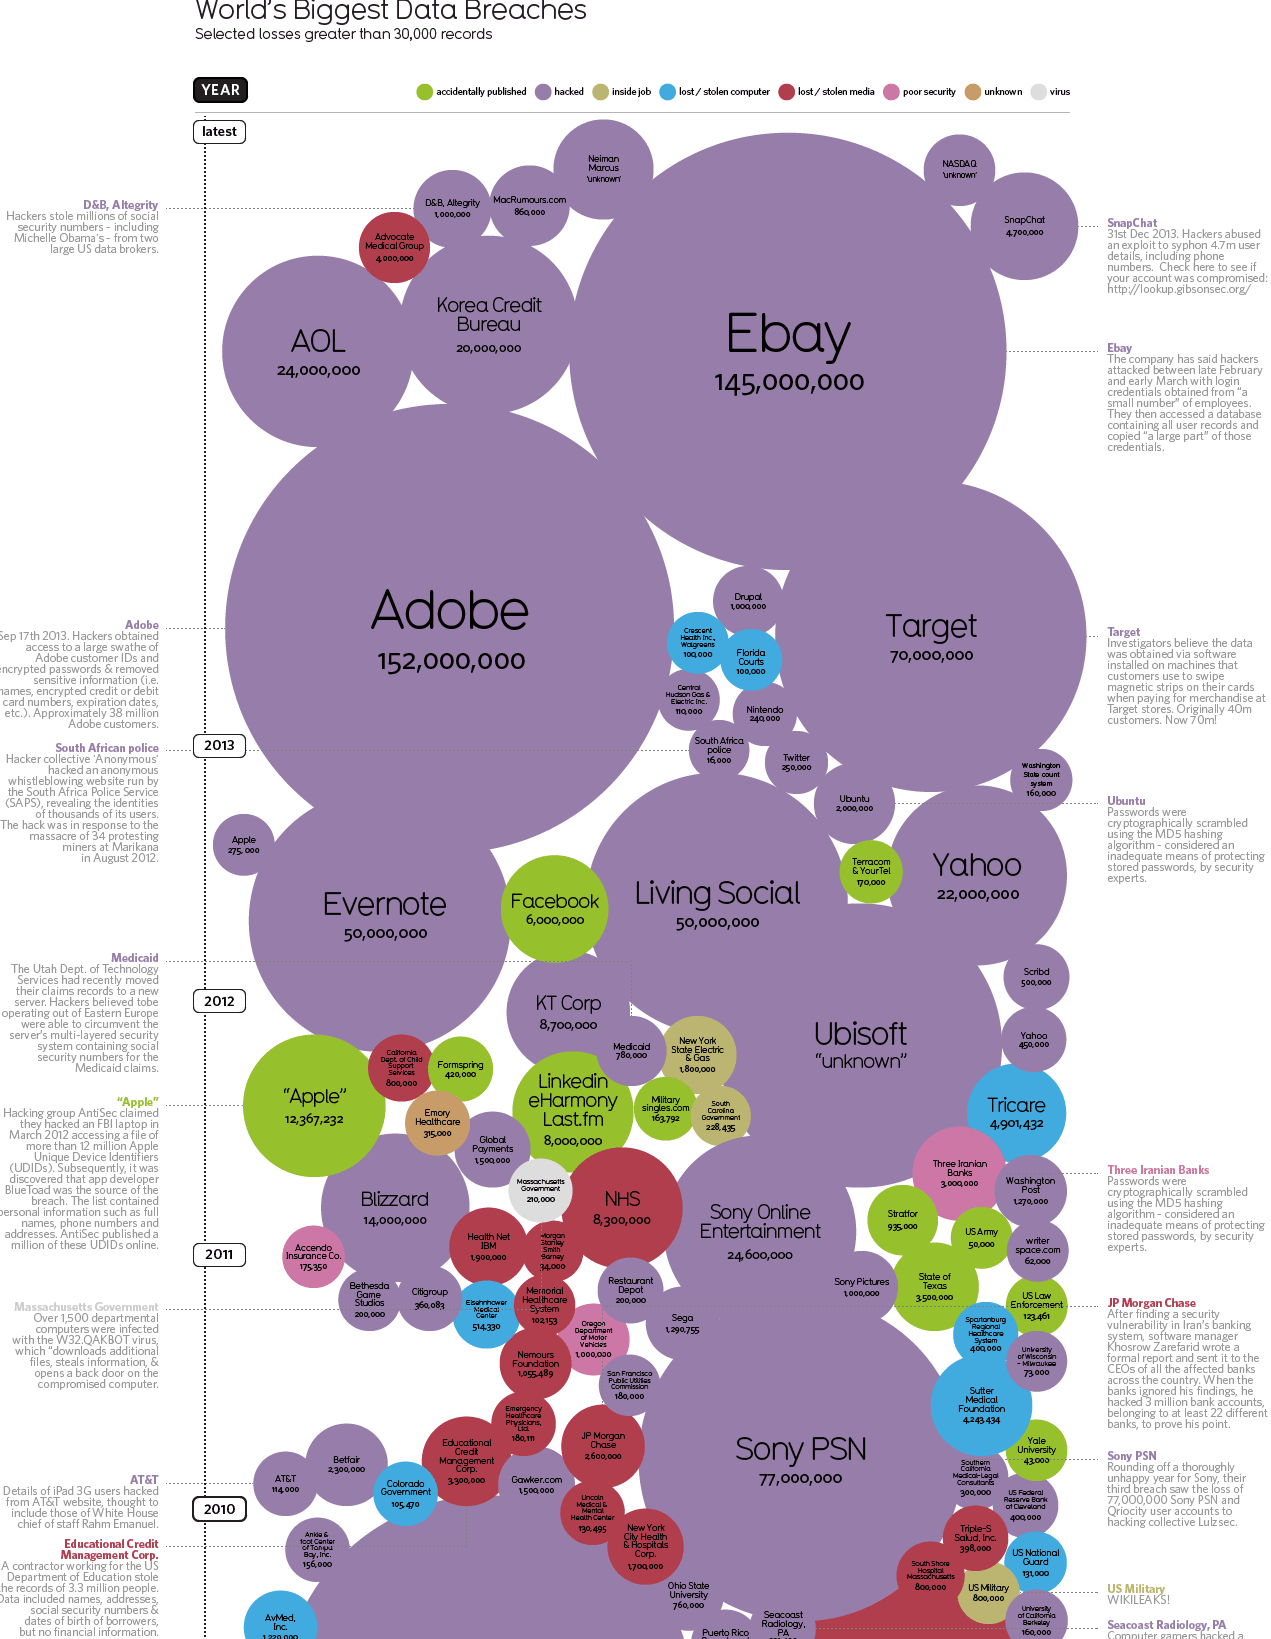 World's Biggest Data Breaches
Selected losses greater than 30,000 records
YEAR
accidentally published
hacked
inside job
lost / stolen computer
lost / stolen media
poor security
unknown
virus
latest
Neiman
Marcus
'unknown'
NASDAQ
'unknown'
D&B, Altegrity
1,000,000
MacRumours.com
860,000
SnapChat
4,700,000
Advocate
Medical Group
4,000,000
Korea Credit
Bureau
20,000,000
AOL
24,000,000
Ebay
145,000,000
D&B, Altegrity
Hackers stole millions of social
security numbers - including
Michelle Obama's - from two
large US data brokers.
SnapChat
31st Dec 2013. Hackers abused
an exploit to syphon 4.7m user
details, including phone
numbers. Check here to see if
your account was compromised:
http://lookup.gibsonsec.org/
Ebay
The company has said hackers
attacked between late February
and early March with login
credentials obtained from "a
small number" of employees.
They then accessed a database
containing all user records and
copied "a large part" of those
credentials.
Adobe
152,000,000
Drupal
1,000,000
Target
70,000,000
Crescent
Health Inc.,
Walgreens
100,000
Florida
Courts
100,000
Central
Hudson Gas &
Electric Inc.
110,000
Nintendo
240,000
South Africa
police
16,000
Twitter
250,000
Washington
State court
system
160,000
Ubuntu
2,000,000
Adobe
Sep 17th 2013. Hackers obtained
access to a large swathe of
Adobe customer IDs and
encrypted passwords & removed
sensitive information (i.e.
names, encrypted credit or debit
card numbers, expiration dates,
etc.). Approximately 38 million
Adobe customers.
Target
Investigators believe the data
was obtained via software
installed on machines that
customers use to swipe
magnetic strips on their cards
when paying for merchandise at
Target stores. Originally 40m
customers. Now 70m!
2013
South African police
Hacker collective 'Anonymous'
hacked an anonymous
whistleblowing website run by
the South Africa Police Service
(SAPS), revealing the identities
of thousands of its users.
The hack was in response to the
massacre of 34 protesting
miners at Marikana
in August 2012.
Ubuntu
Passwords were
cryptographically scrambled
using the MD5 hashing
algorithm - considered an
inadequate means of protecting
stored passwords, by security
experts.
Apple
275, 000
Evernote
50,000,000
Facebook
6,000,000
Living Social
50,000,000
Terracom
& YourTel
170,000
Yahoo
22,000,000
Medicaid
The Utah Dept. of Technology
Services had recently moved
their claims records to a new
server. Hackers believed tobe
operating out of Eastern Europe
were able to circumvent the
server's multi-layered security
system containing social
security numbers for the
Medicaid claims.
2012
KT Corp
8,700,000
Scribd
500,000
Ubisoft
"unknown"
Yahoo
450,000
Medicaid
780,000
New York
State Electric
& Gas
1,800,000
California
Dept. of Child
Support
Services
800,000
Formspring
420,000
"Apple"
12,367,232
Linkedin
eHarmony
Last.fm
8,000,000
Military
singles.com
163,792
South
Carolina
Government
228,435
Tricare
4,901,432
Emory
Healthcare
315,000
Global
Payments
1,500,000
"Apple"
Hacking group AntiSec claimed
they hacked an FBI laptop in
March 2012 accessing a file of
more than 12 million Apple
Unique Device Identifiers
(UDIDs). Subsequently, it was
discovered that app developer
BlueToad was the source of the
breach. The list contained
personal information such as full
names, phone numbers and
addresses. AntiSec published a
million of these UDIDs online.
Three Iranian
Banks
3,000,000
Washington
Post
1,270,000
Massachusetts
Government
210,000
Blizzard
14,000,000
NHS
8,300,000
Sony Online
Entertainment
24,600,000
Stratfor
935,000
US Army
50,000
writer
space.com
62,000
Three Iranian Banks
Passwords were
cryptographically scrambled
using the MD5 hashing
algorithm - considered an
inadequate means of protecting
stored passwords, by security
experts.
2011
Accendo
Insurance Co.
175,350
Health Net
IBM
1,900,000
Morgan
Stanley
Smith
Barney
34,000
Bethesda
Game
Studios
200,000
Citigroup
360,083
Eisenhower
Medical
Center
514,330
Memorial
Healthcare
System
102,153
Restaurant
Depot
200,000
Sony Pictures
1,000,000
State of
Texas
3,500,000
US Law
Enforcement
123,461
Sega
1,290,755
Oregon
Department
of Motor
Vehicles
1,000,000
Spartanburg
Regional
Healthcare
System
400,000
University
of Wisconsin
- Milwaukee
73,000
Nemours
Foundation
1,055,489
San Francisco
Public Utilities
Commission
180,000
Sutter
Medical
Foundation
4,243,434
Massachusetts Government
Over 1,500 departmental
computers were infected
with the W32.QAKBOT virus,
which "downloads additional
files, steals information, &
opens a back door on the
compromised computer.
JP Morgan Chase
After finding a security
vulnerability in Iran's banking
system, software manager
Khosrow Zarefarid wrote a
formal report and sent it to the
CEOs of all the affected banks
across the country. When the
banks ignored his findings, he
hacked 3 million bank accounts,
belonging to at least 22 different
banks, to prove his point.
Emergency
Healthcare
Physicians,
Ltd.
180,111
JP Morgan
Chase
2,600,000
Sony PSN
77,000,000
Yale
University
43,000
Educational
Credit
Management
Corp.
3,300,000
Betfair
2,300,000
AT&T
114,000
Colorado
Government
105,470
Gawker.com
1,500,000
Southern
California
Medical-Legal
Consultants
300,000
US Federal
Reserve Bank
of Cleveland
400,000
Lincoln
Medical &
Mental
Health Center
130,495
New York
City Health
& Hospitals
Corp.
1,700,000
Triple-S
Salud, Inc.
398,000
US National
Guard
131,000
AT&T
Details of iPad 3G users hacked
from AT&T website, thought to
include those of White House
chief of staff Rahm Emanuel.
2010
Sony PSN
Rounding off a thoroughly
unhappy year for Sony, their
third breach saw the loss of
77,000,000 Sony PSN and
Qriocity user accounts to
hacking collective Lulzsec.
Educational Credit
Management Corp.
A contractor working for the US
Department of Education stole
the records of 3.3 million people.
Data included names, addresses,
social security numbers &
dates of birth of borrowers,
but no financial information.
Ankle &
foot Center
of Tampa
Bay, Inc.
156,000
South Shore
Hospital
Massachusetts
800,000
US Military
800,000
Ohio State
University
760,000
University
of California
Berkeley
160,000
AvMed,
Inc.
1,220,000
Seacoast
Radiology,
PA
Puerto Rico
US Military
WIKILEAKS!
Seacoast Radiology, PA
Computer gamers hacked a